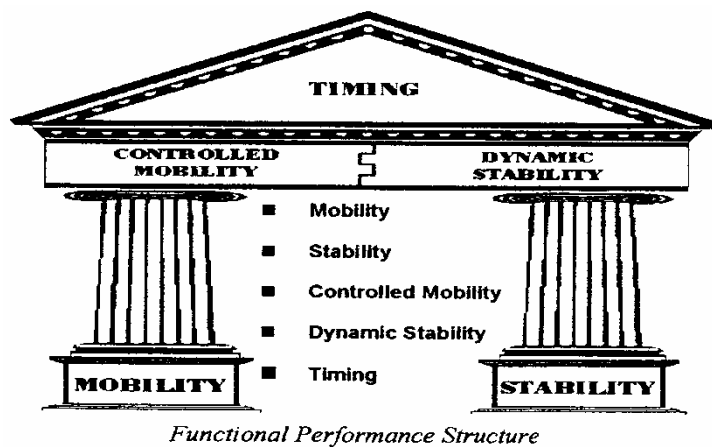 TIMING
CONTROLLED
MOBILITY
DYNAMIC
STABILITY
Mobility
Stability
Controlled Mobility
Dynamic Stability
Timing
MOBILITY
STABILITY
Functional Performance Structure